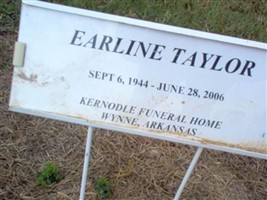 EARLINE TAYLOR
SEPT 6, 1944 - JUNE 28, 2006
KERNODLE FUNERAL HOME
WYNNE, ARKANSAS